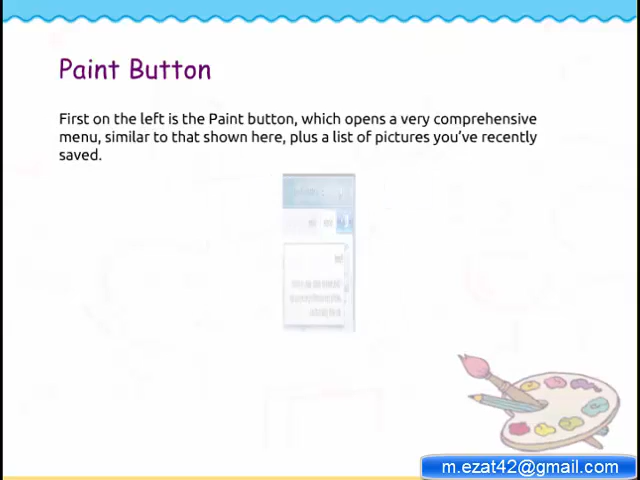 Paint Button
First on the left is the Paint button, which opens a very comprehensive
menu, similar to that shown here, plus a list of pictures you’ve recently
saved.
m.ezat42@gmail.com